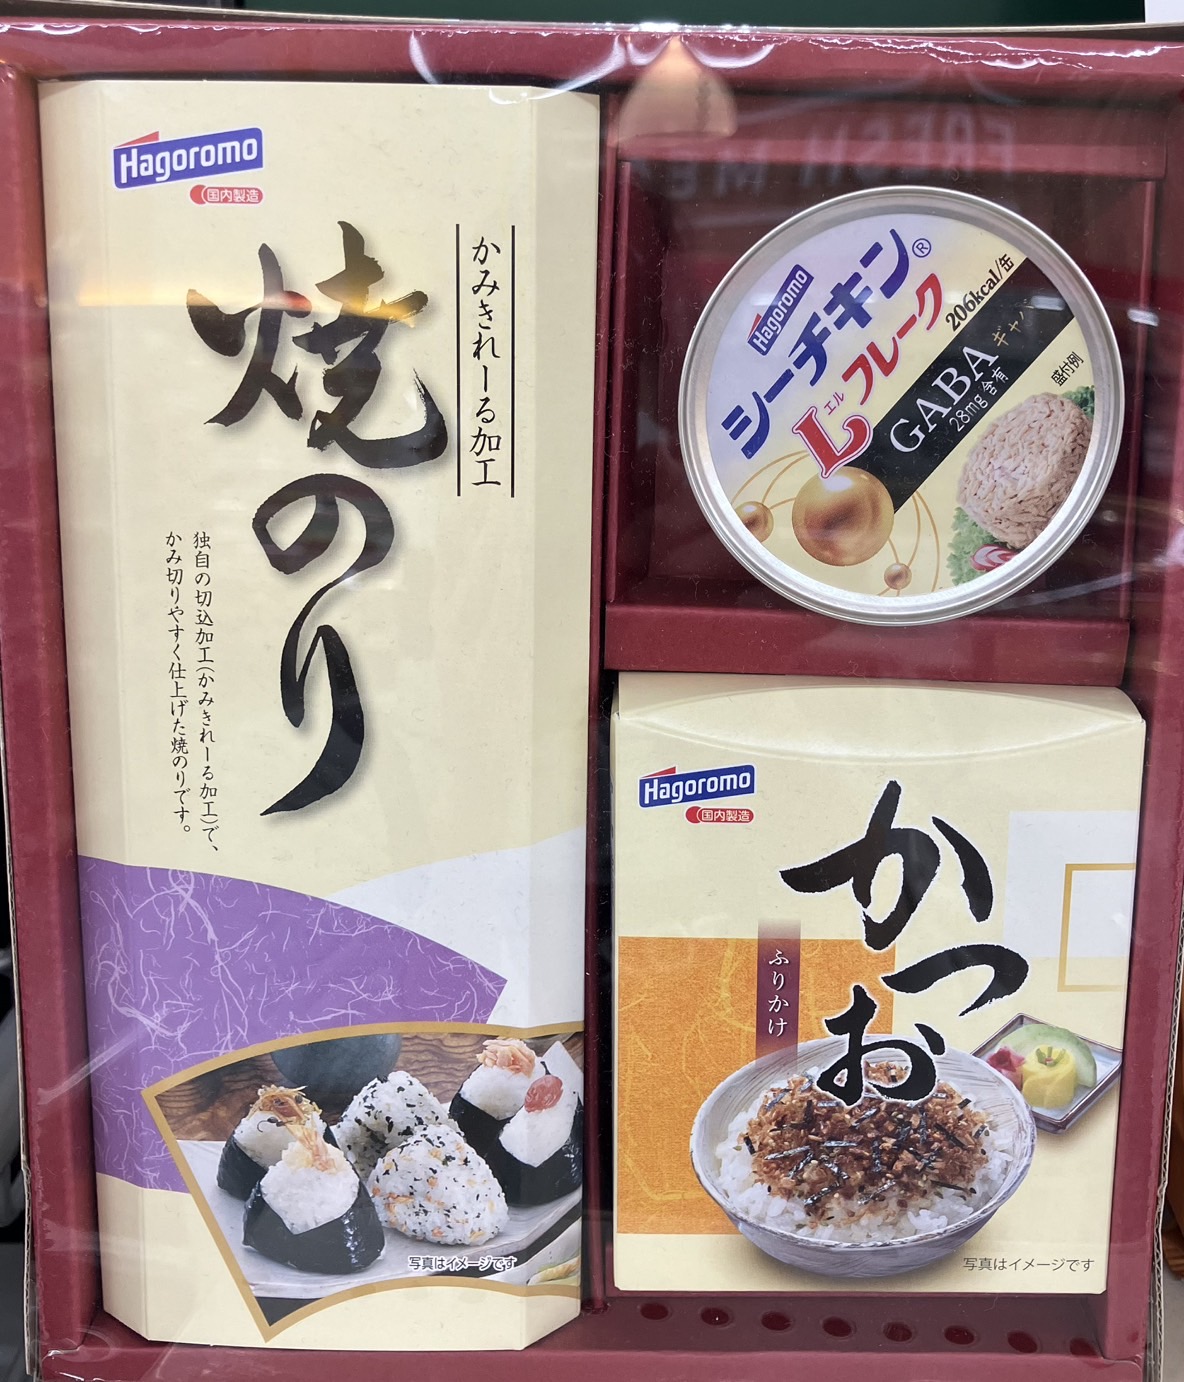 Hagoromo
国内製造
かみきれーる加工
焼のり
独自の切込加工(かみきれーる加工)で、
かみ切りやすく仕上げた焼のりです。
写真はイメージです
Hagoromo
シーチキン®
Lフレーク
エル
206kcal/缶
GABA
28mg含有
盛付例
Hagoromo
国内製造
かつお
ふりかけ
写真はイメージです